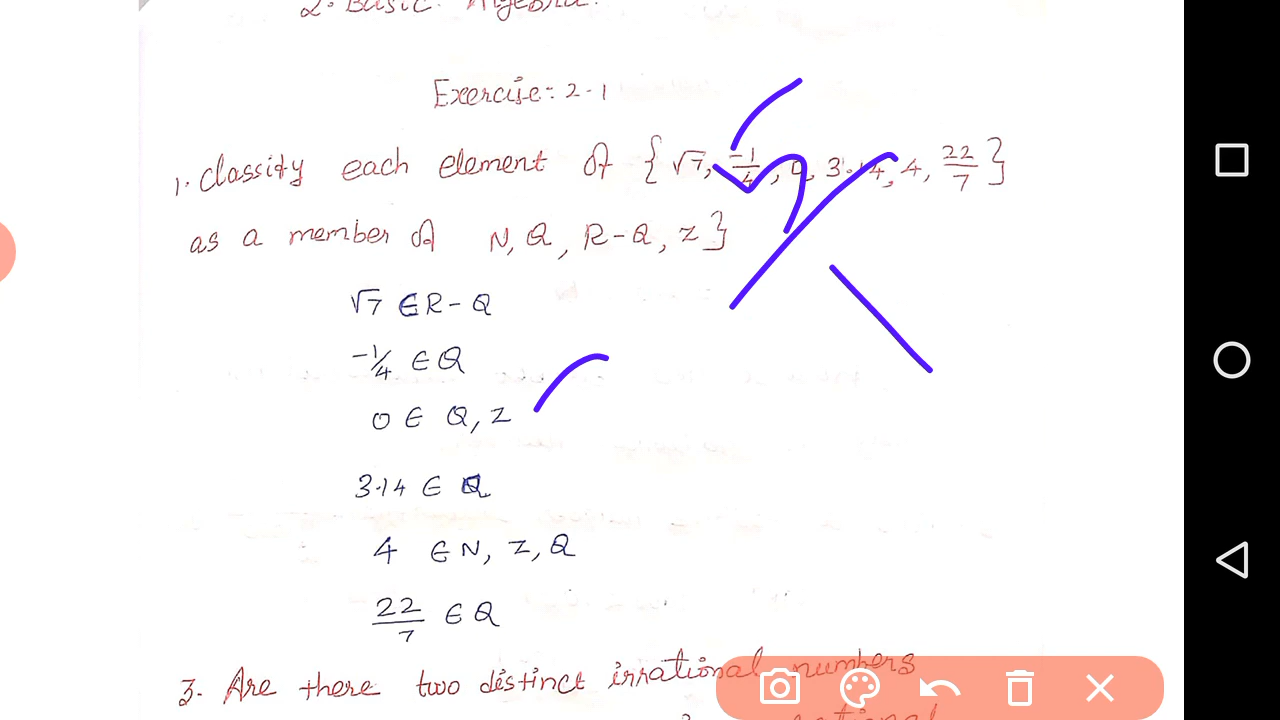 2. Basic Algebra.
Exercise: 2.1
1. Classify each element of {√7, -1/4, 0, 3.14, 4, 22/7}
as a member of N, Q, R-Q, Z}
√7 ∈ R-Q
-1/4 ∈ Q
0 ∈ Q, Z
3.14 ∈ Q
4 ∈ N, Z, Q
22/7 ∈ Q
3. Are there two distinct irrational numbers